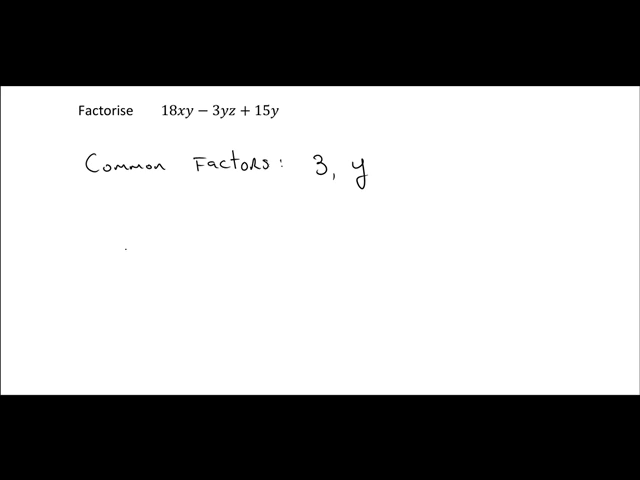 Factorise 18xy − 3yz + 15y
Common Factors: 3, y